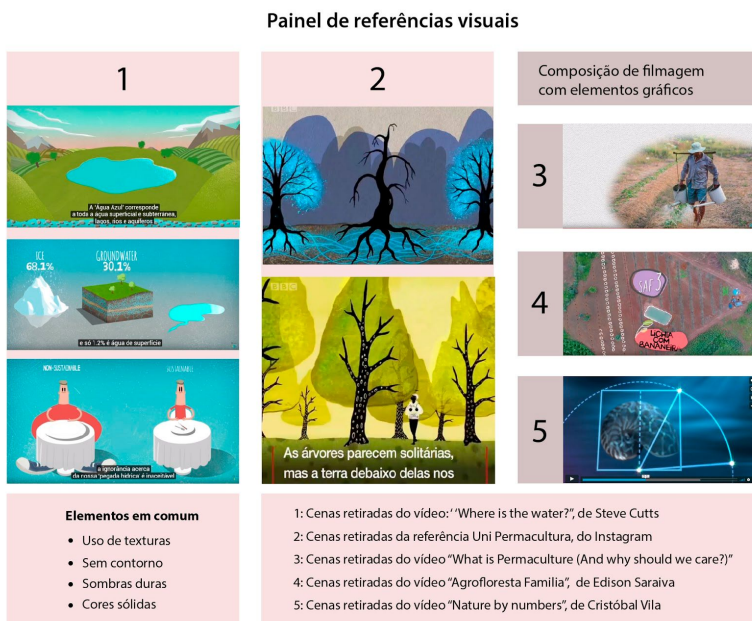 Painel de referências visuais
1
A "Água Azul" corresponde
a toda a água superficial e subterrânea,
lagos, rios e aquíferos
ICE
68.1%
GROUNDWATER
30.1%
e só 1.2% é água de superfície
NON-SUSTAINABLE
SUSTAINABLE
a ignorância acerca
da nossa "pegada hídrica" é inaceitável
2
BBC
BBC
As árvores parecem solitárias,
mas a terra debaixo delas nos
Composição de filmagem
com elementos gráficos
3
4
SAF 3
LICHIA
COM
BANANEIRA
5
Elementos em comum
• Uso de texturas
• Sem contorno
• Sombras duras
• Cores sólidas
1: Cenas retiradas do vídeo:‘ ‘Where is the water?”, de Steve Cutts
2: Cenas retiradas da referência Uni Permacultura, do Instagram
3: Cenas retiradas do vídeo “What is Permaculture (And why should we care?)”
4: Cenas retiradas do vídeo “Agrofloresta Familia”, de Edison Saraiva
5: Cenas retiradas do vídeo “Nature by numbers”, de Cristóbal Vila